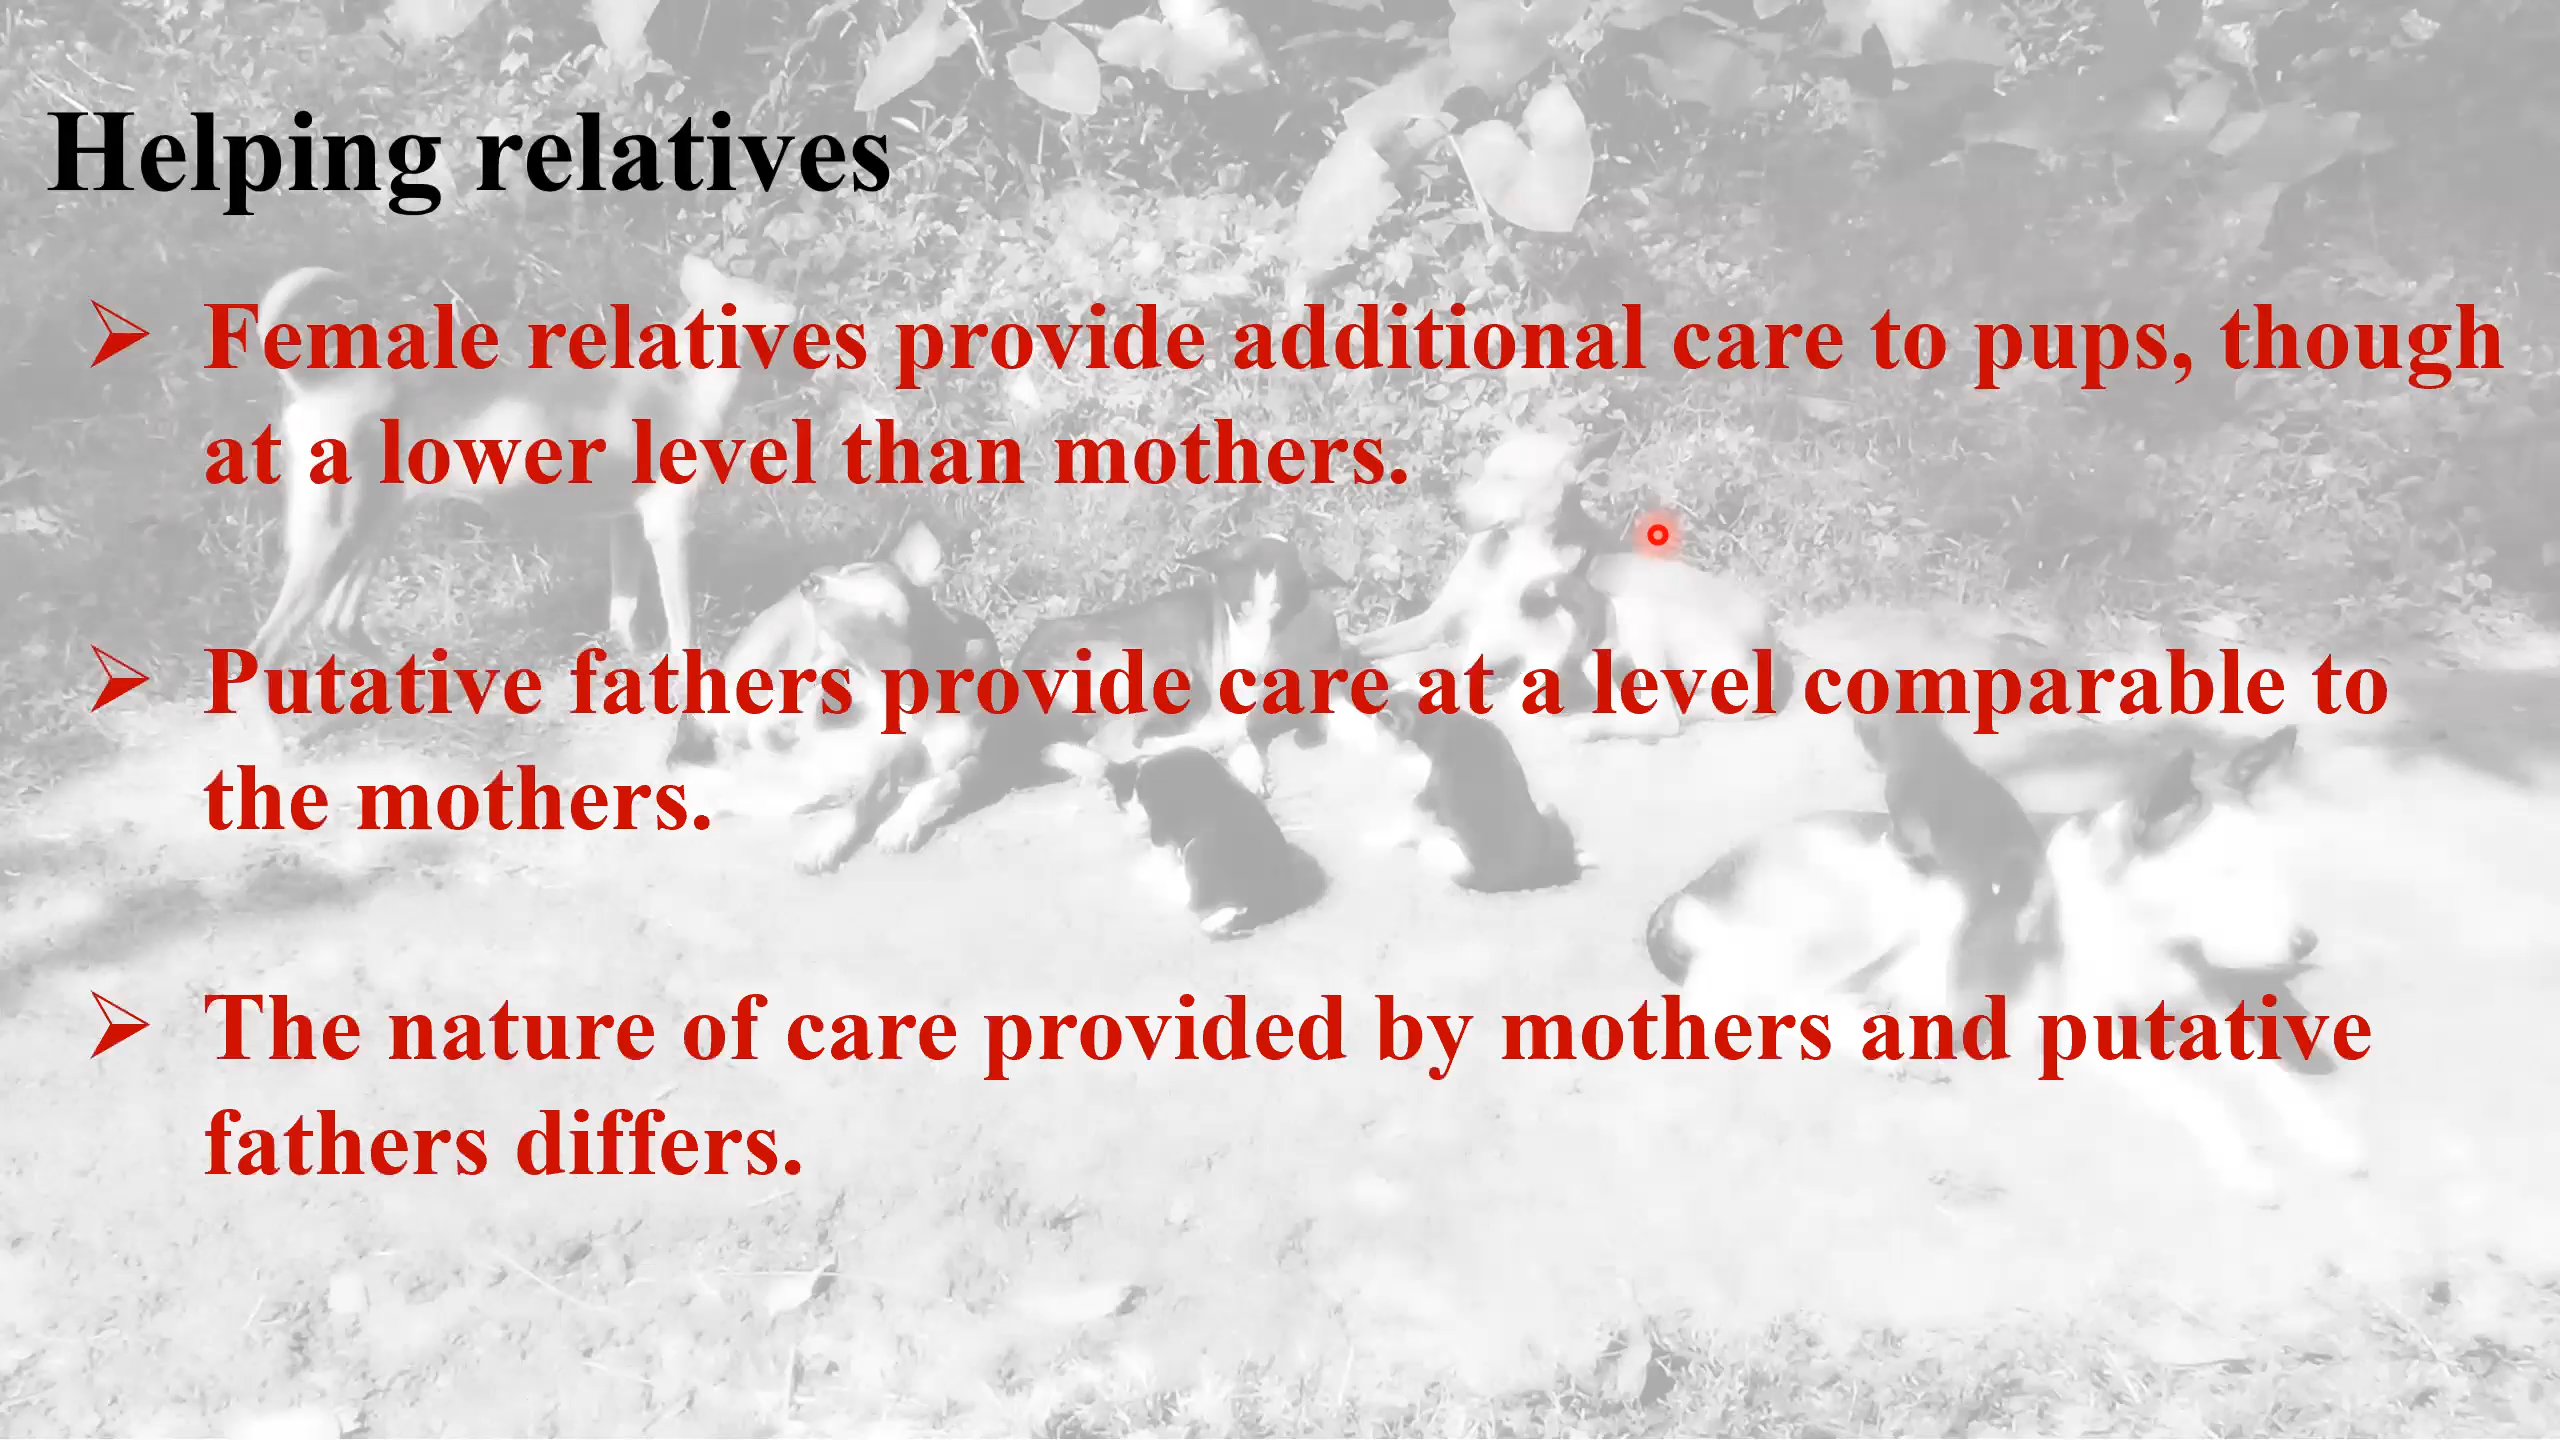 Helping relatives
➢ Female relatives provide additional care to pups, though
at a lower level than mothers.
➢ Putative fathers provide care at a level comparable to
the mothers.
➢ The nature of care provided by mothers and putative
fathers differs.